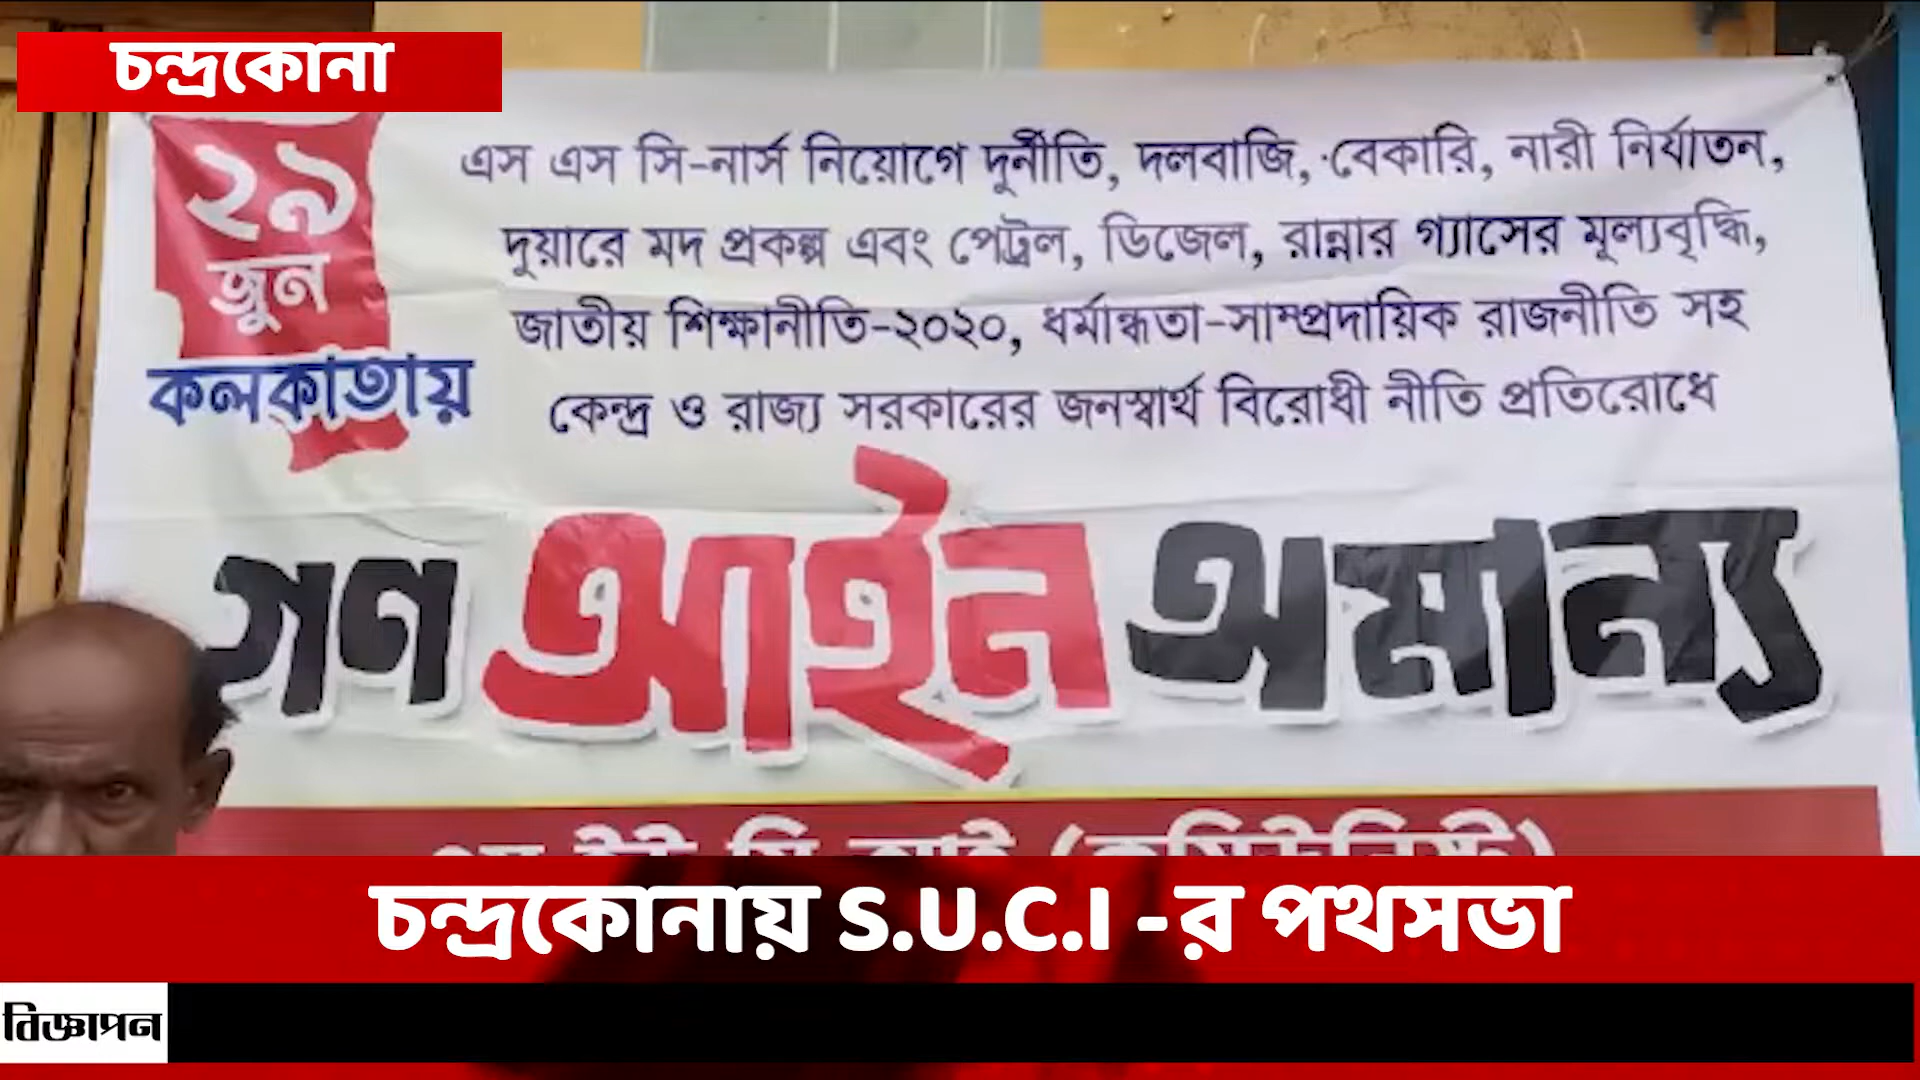 চন্দ্রকোনা
২৯
জুন
কলকাতায়
এস এস সি-নার্স নিয়োগে দুর্নীতি, দলবাজি, বেকারি, নারী নির্যাতন,
দুয়ারে মদ প্রকল্প এবং পেট্রল, ডিজেল, রান্নার গ্যাসের মূল্যবৃদ্ধি,
জাতীয় শিক্ষানীতি-২০২০, ধর্মান্ধতা-সাম্প্রদায়িক রাজনীতি সহ
কেন্দ্র ও রাজ্য সরকারের জনস্বার্থ বিরোধী নীতি প্রতিরোধে
গণ আইন অমান্য
চন্দ্রকোনায় S.U.C.I -র পথসভা
বিজ্ঞাপন